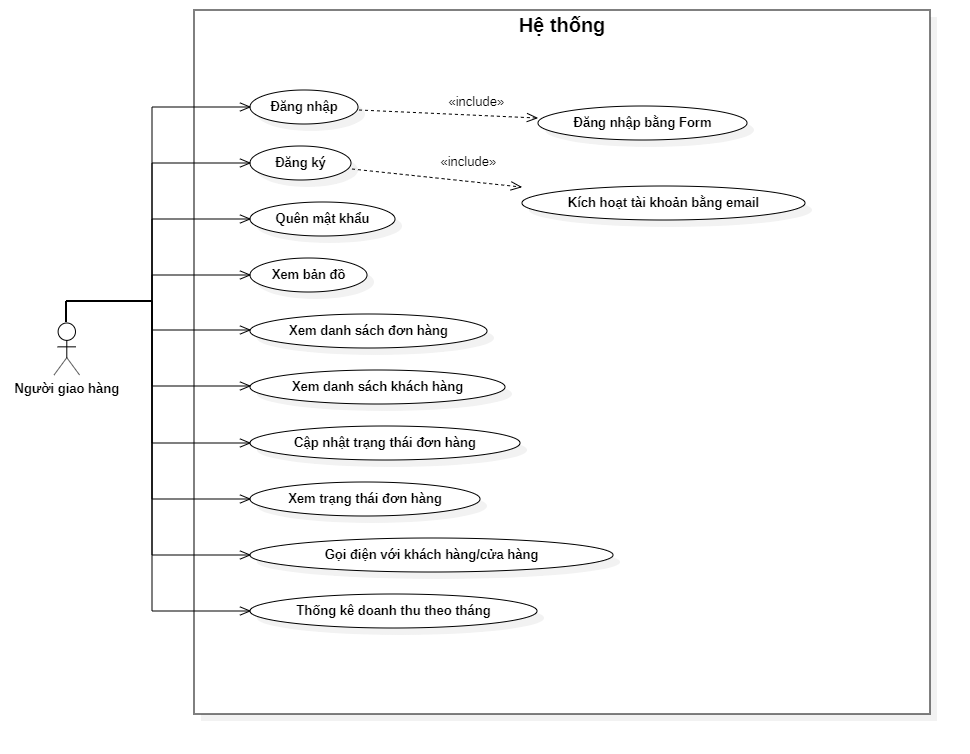 Hệ thống
Đăng nhập
«include»
Đăng nhập bằng Form
Đăng ký
«include»
Kích hoạt tài khoản bằng email
Quên mật khẩu
Xem bản đồ
Xem danh sách đơn hàng
Người giao hàng
Xem danh sách khách hàng
Cập nhật trạng thái đơn hàng
Xem trạng thái đơn hàng
Gọi điện với khách hàng/cửa hàng
Thống kê doanh thu theo tháng